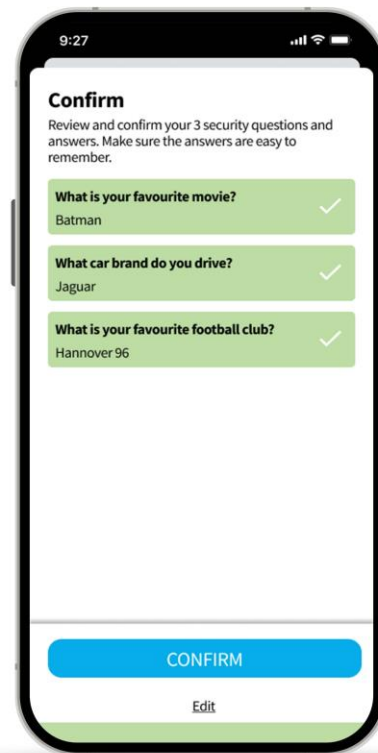 9:27
Confirm
Review and confirm your 3 security questions and
answers. Make sure the answers are easy to
remember.
What is your favourite movie?
Batman
What car brand do you drive?
Jaguar
What is your favourite football club?
Hannover 96
CONFIRM
Edit